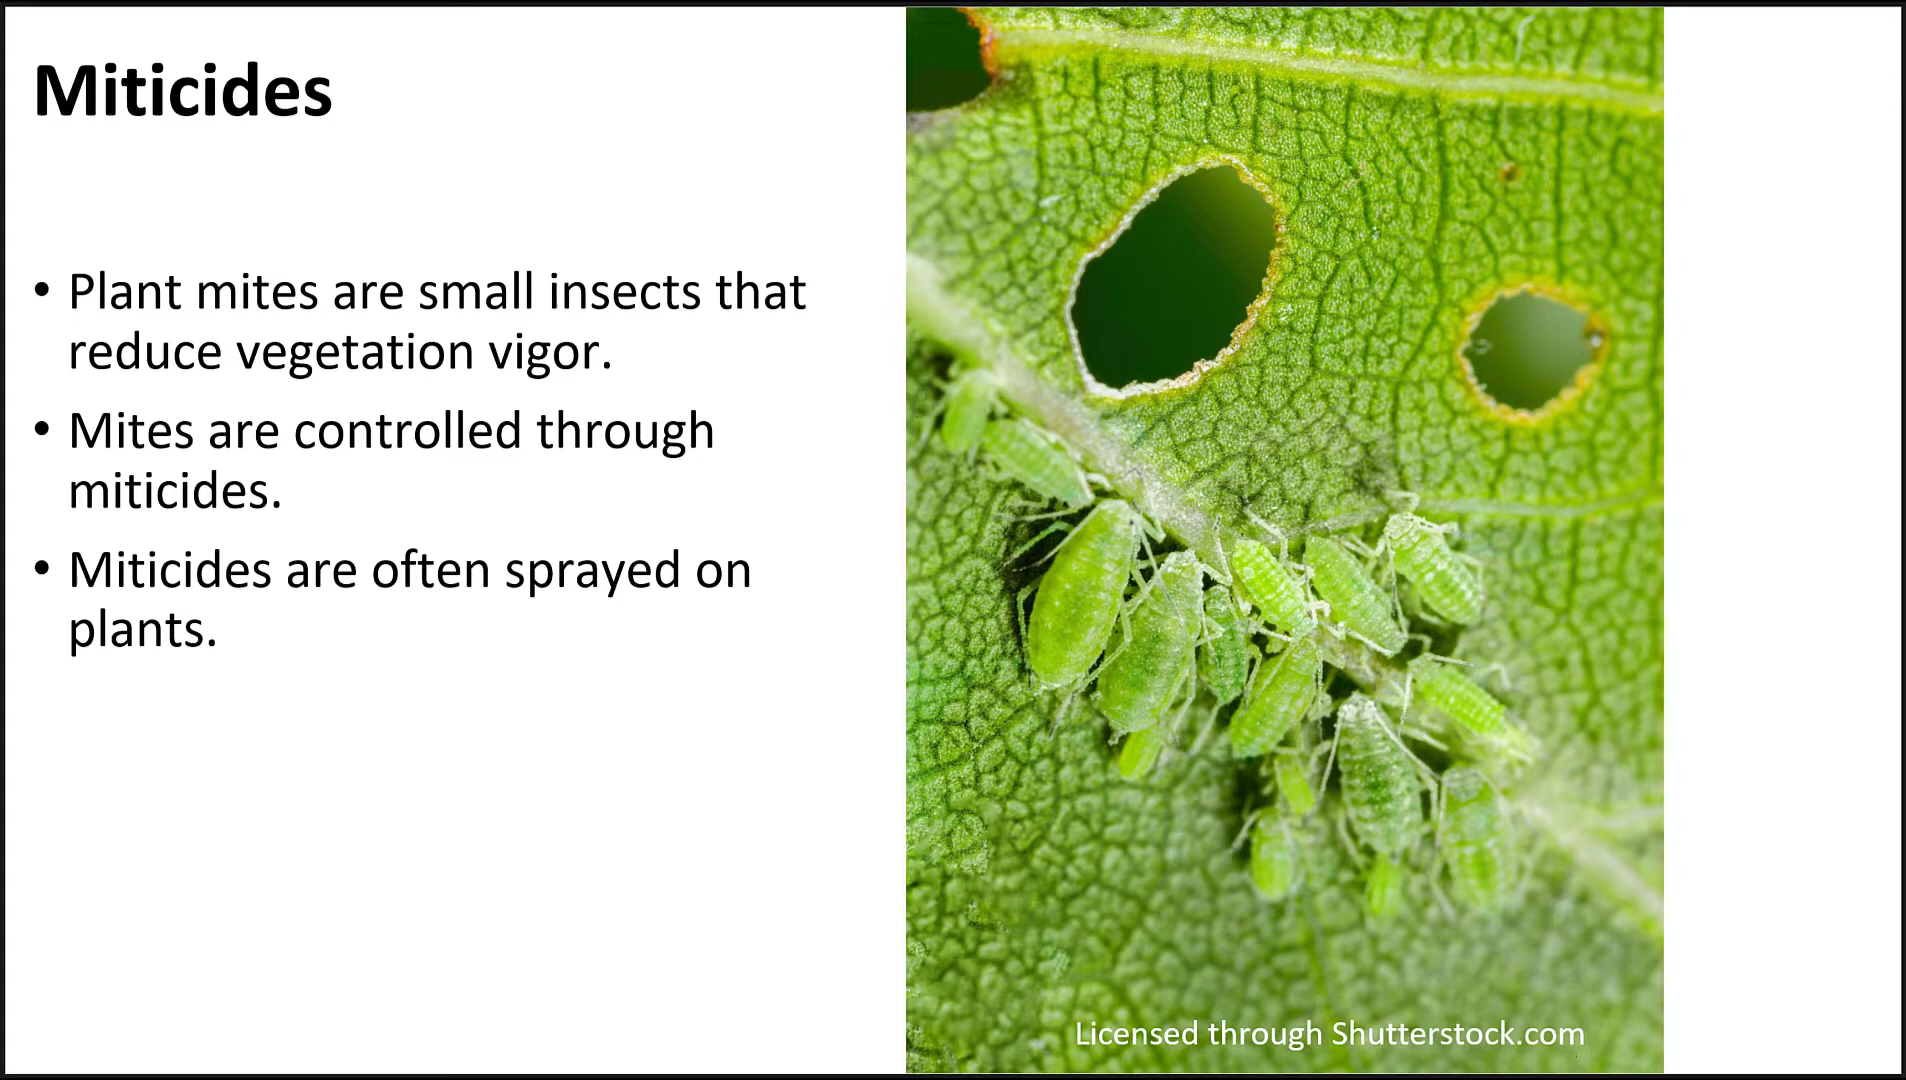 Miticides
• Plant mites are small insects that
reduce vegetation vigor.
• Mites are controlled through
miticides.
• Miticides are often sprayed on
plants.
Licensed through Shutterstock.com